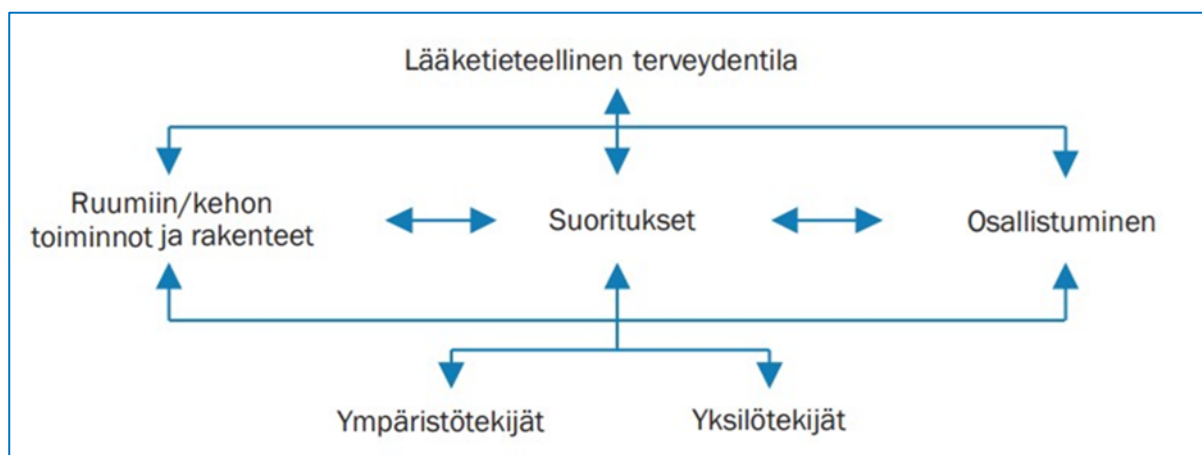 Lääketieteellinen terveydentila
Ruumiin/kehon
toiminnot ja rakenteet
Suoritukset
Osallistuminen
Ympäristötekijät
Yksilötekijät